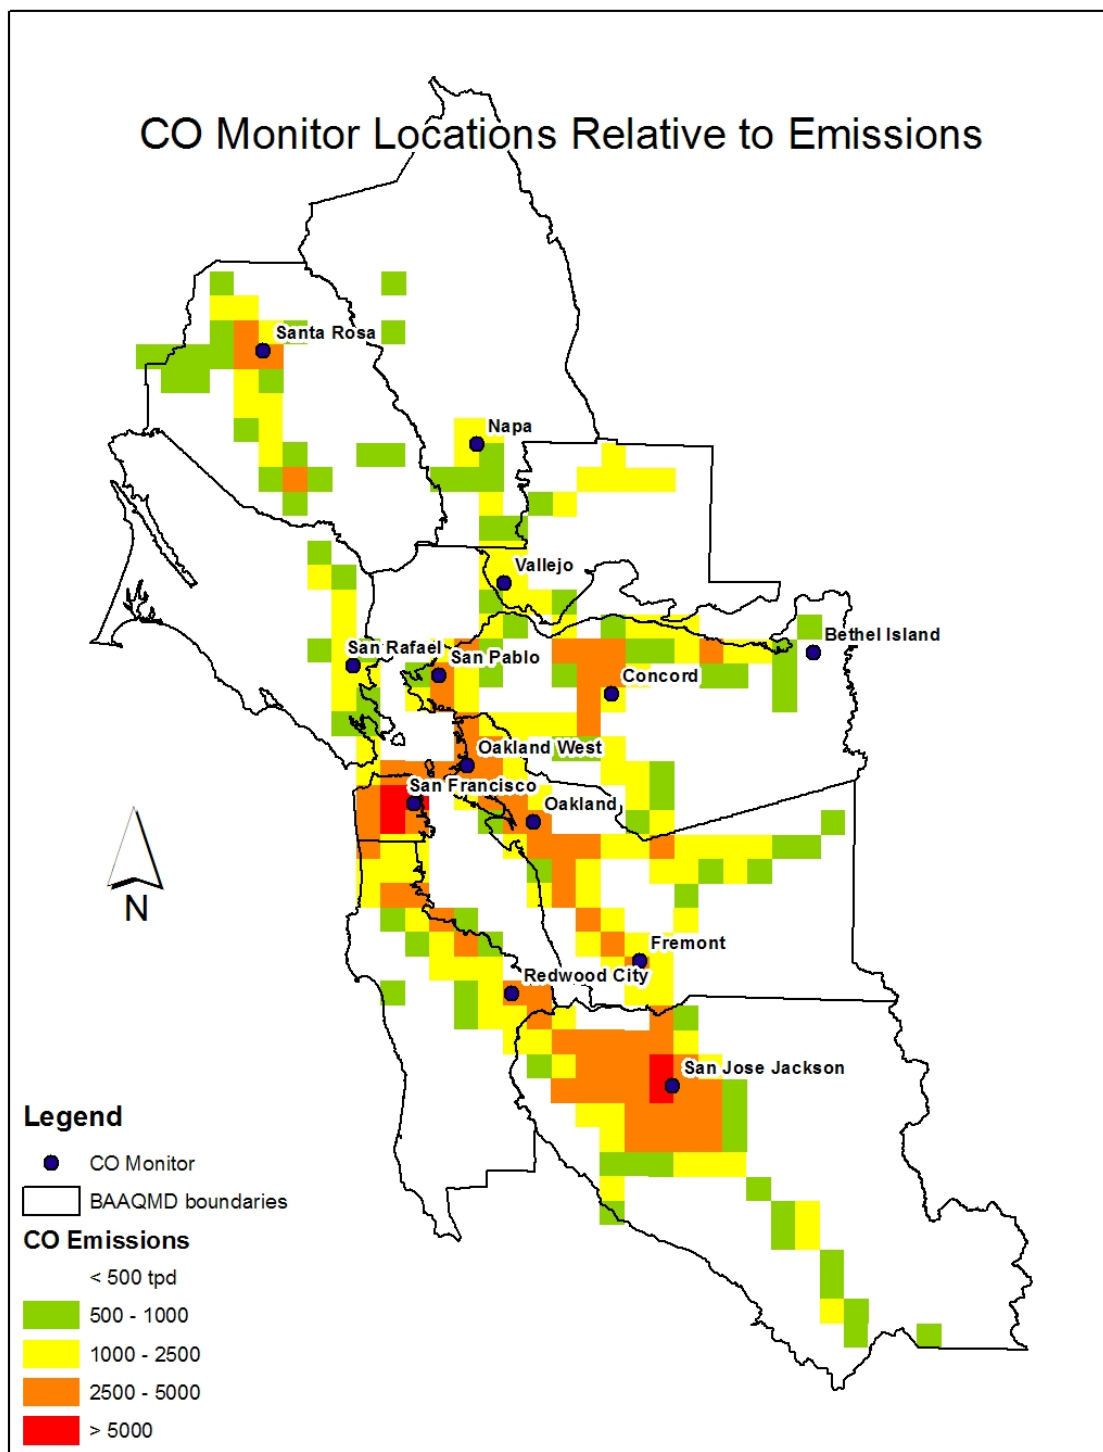 CO Monitor Locations Relative to Emissions
Santa Rosa
Napa
Vallejo
Bethel Island
San Rafael
San Pablo
Concord
Oakland West
San Francisco
Oakland
N
Fremont
Redwood City
San Jose Jackson
Legend
CO Monitor
BAAQMD boundaries
CO Emissions
< 500 tpd
500 - 1000
1000 - 2500
2500 - 5000
> 5000